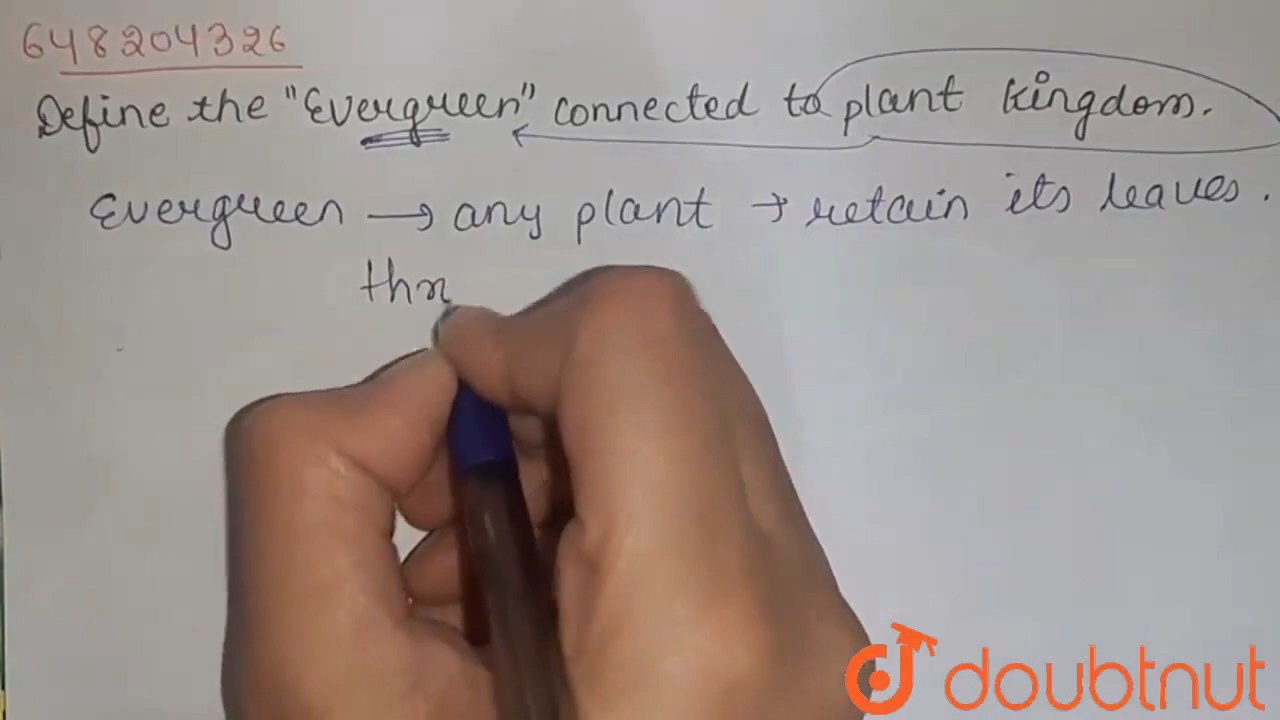 648204326
Define the "Evergreen" connected to plant kingdom.
Evergreen → any plant → retain its leaves.
thr
doubtnut